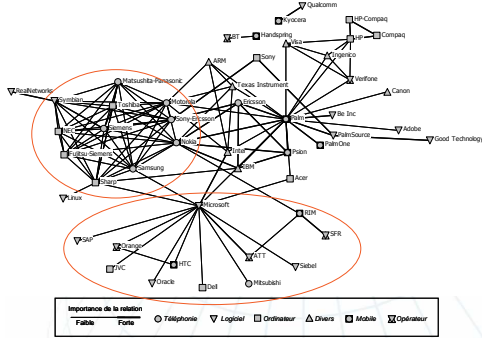 Qualcomm
HP-Compaq
Kyocera
BT
Handspring
Visa
HP
Compaq
Ingenico
ARM
Sony
Matsushita-Panasonic
Texas Instrument
Verifone
RealNetworks
Symbian
Canon
Toshiba
Motorola
Ericsson
Be Inc
Sony-Ericsson
Palm
NEC
Siemens
Adobe
PalmSource
Nokia
Good Technology
PalmOne
Fujitsu-Siemens
Intel
Psion
Samsung
IBM
Sharp
Acer
Linux
Microsoft
RIM
SAP
Orange
SFR
ATT
JVC
HTC
Siebel
Oracle
Dell
Mitsubishi
Importance de la relation
Faible Forte
Téléphonie Logiciel Ordinateur Divers Mobile Opérateur